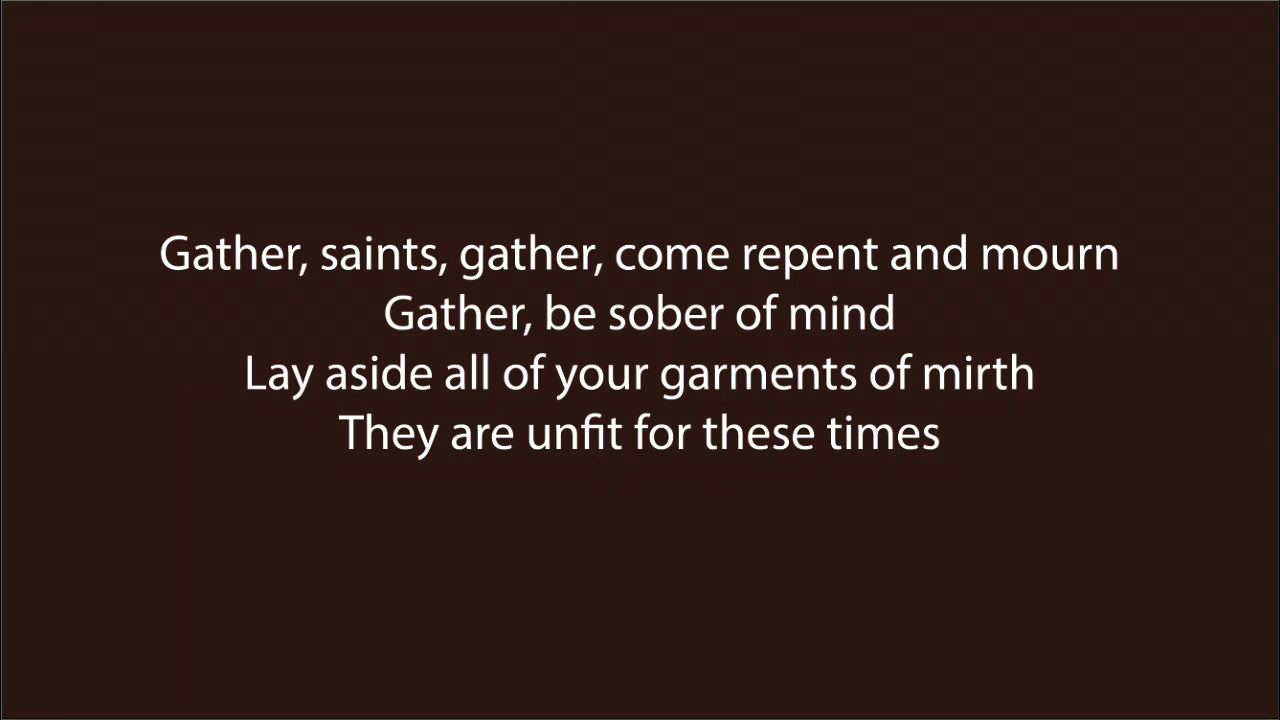 Gather, saints, gather, come repent and mourn
Gather, be sober of mind
Lay aside all of your garments of mirth
They are unfit for these times